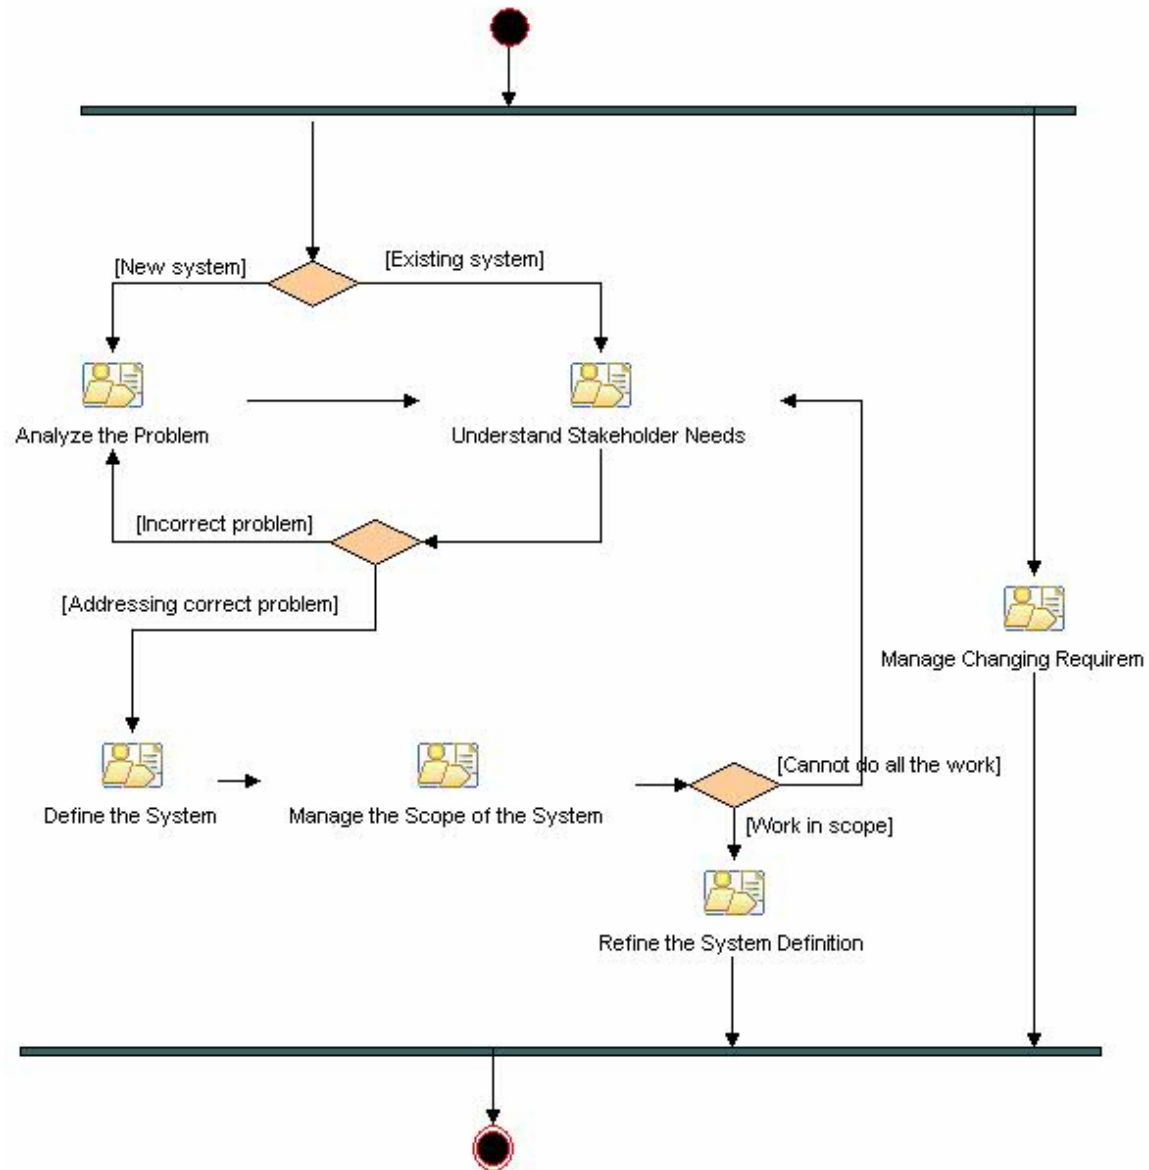 [New system]
[Existing system]
Analyze the Problem
Understand Stakeholder Needs
[Incorrect problem]
[Addressing correct problem]
Manage Changing Requirem
[Cannot do all the work]
Define the System
Manage the Scope of the System
[Work in scope]
Refine the System Definition